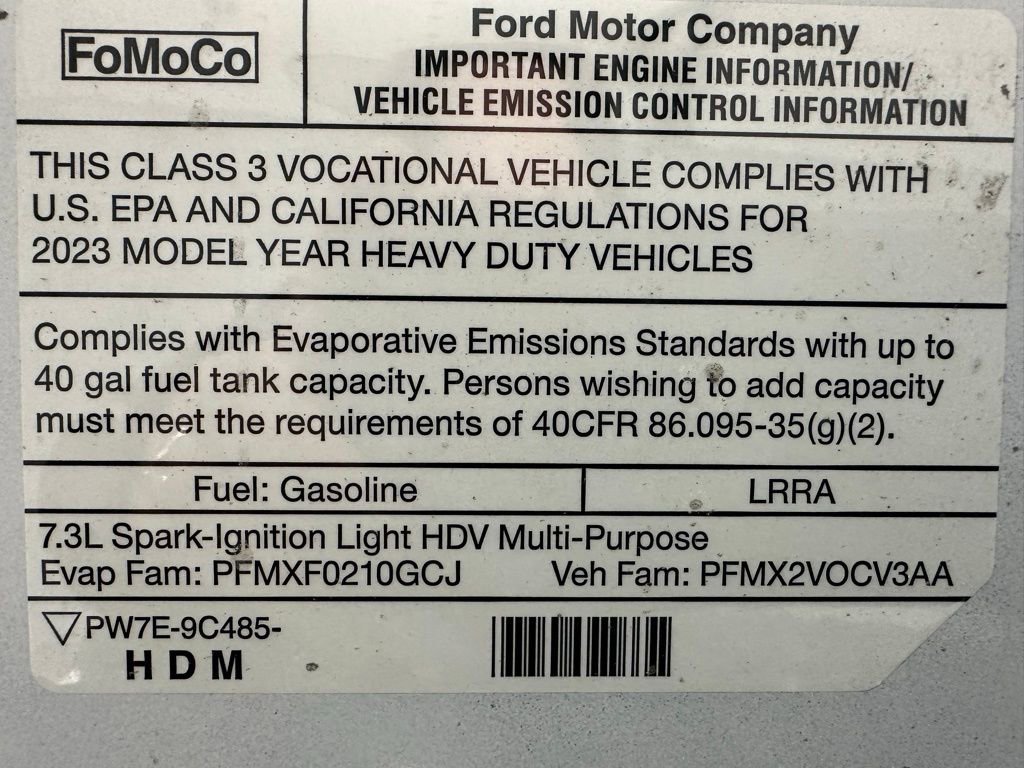 FoMoCo
Ford Motor Company
IMPORTANT ENGINE INFORMATION/
VEHICLE EMISSION CONTROL INFORMATION
THIS CLASS 3 VOCATIONAL VEHICLE COMPLIES WITH
U.S. EPA AND CALIFORNIA REGULATIONS FOR
2023 MODEL YEAR HEAVY DUTY VEHICLES
Complies with Evaporative Emissions Standards with up to
40 gal fuel tank capacity. Persons wishing to add capacity
must meet the requirements of 40CFR 86.095-35(g)(2).
Fuel: Gasoline LRRA
7.3L Spark-Ignition Light HDV Multi-Purpose
Evap Fam: PFMXF0210GCJ Veh Fam: PFMX2VOCV3AA
PW7E-9C485-
HDM